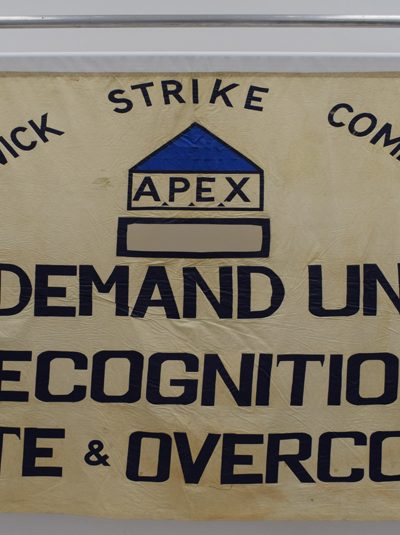 WICK STRIKE COM
A.P.E.X
DEMAND UN
ECOGNITIO
TE & OVERCO